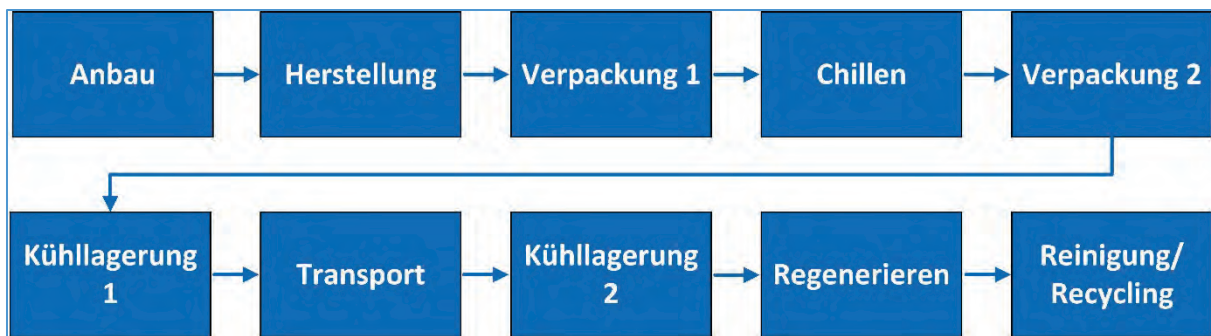 Anbau
Herstellung
Verpackung 1
Chillen
Verpackung 2
Kühllagerung
1
Transport
Kühllagerung
2
Regenerieren
Reinigung/
Recycling